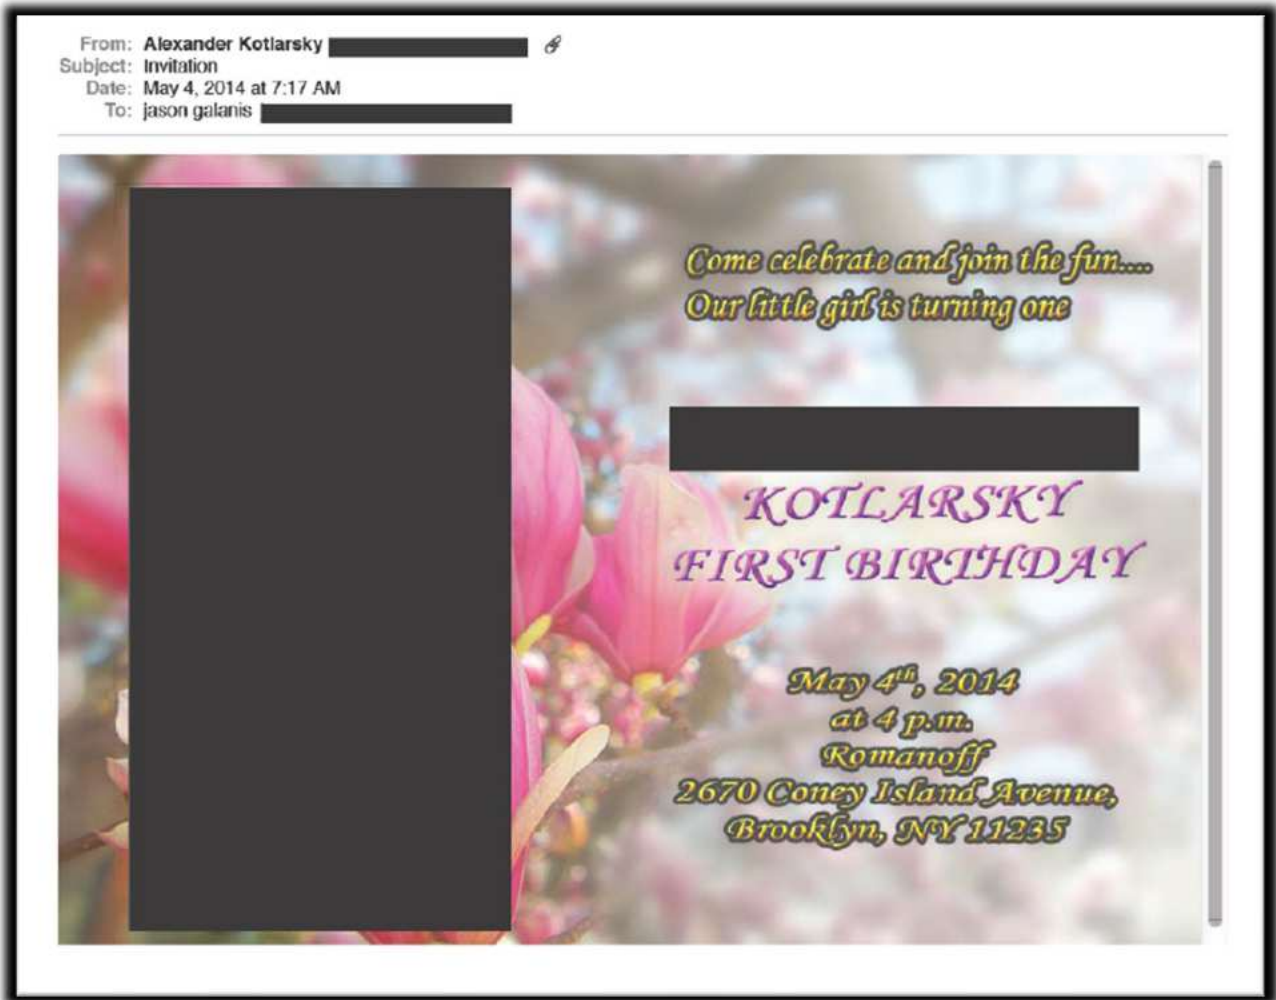 From: Alexander Kotlarsky
Subject: Invitation
Date: May 4, 2014 at 7:17 AM
To: jason galanis
Come celebrate and join the fun....
Our little girl is turning one
KOTLARSKY
FIRST BIRTHDAY
May 4th, 2014
at 4 p.m.
Romanoff
2670 Coney Island Avenue,
Brooklyn, NY 11235